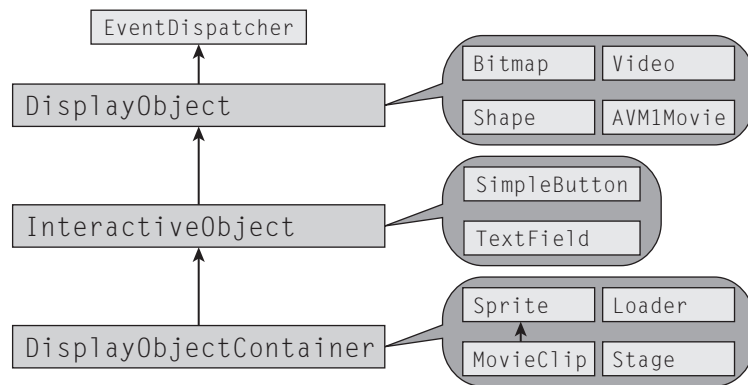 EventDispatcher
Bitmap
Video
DisplayObject
Shape
AVM1Movie
SimpleButton
InteractiveObject
TextField
Sprite
Loader
DisplayObjectContainer
MovieClip
Stage